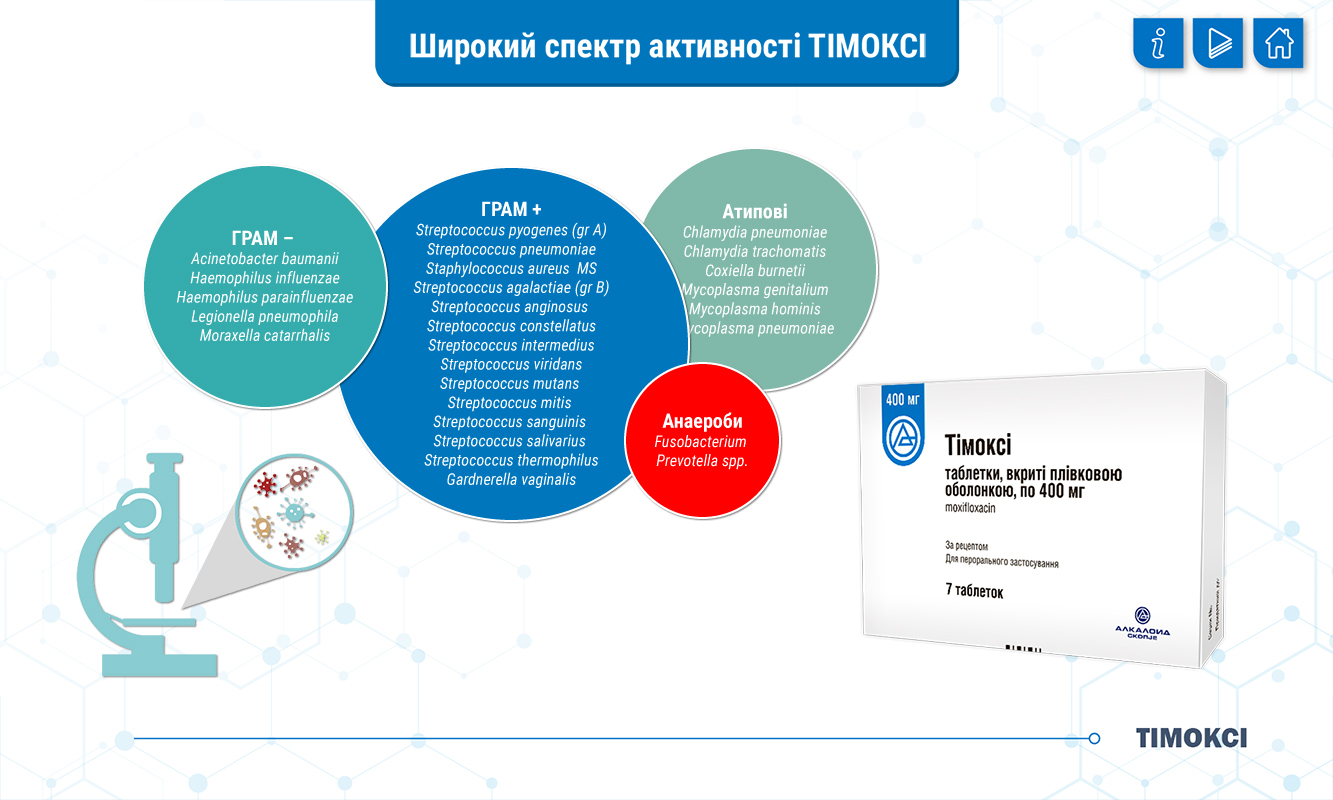 Широкий спектр активності ТІМОКСІ
ГРАМ –
Acinetobacter baumanii
Haemophilus influenzae
Haemophilus parainfluenzae
Legionella pneumophila
Moraxella catarrhalis
ГРАМ +
Streptococcus pyogenes (gr A)
Streptococcus pneumoniae
Staphylococcus aureus MS
Streptococcus agalactiae (gr B)
Streptococcus anginosus
Streptococcus constellatus
Streptococcus intermedius
Streptococcus viridans
Streptococcus mutans
Streptococcus mitis
Streptococcus sanguinis
Streptococcus salivarius
Streptococcus thermophilus
Gardnerella vaginalis
Атипові
Chlamydia pneumoniae
Chlamydia trachomatis
Coxiella burnetii
Mycoplasma genitalium
Mycoplasma hominis
ycoplasma pneumoniae
Анаероби
Fusobacterium
Prevotella spp.
400 мг
Тімоксі
таблетки, вкриті плівковою
оболонкою, по 400 мг
moxifloxacin
За рецептом
Для перорального застосування
7 таблеток
АЛКАЛОИД
СКОПЈЕ
ТІМОКСІ